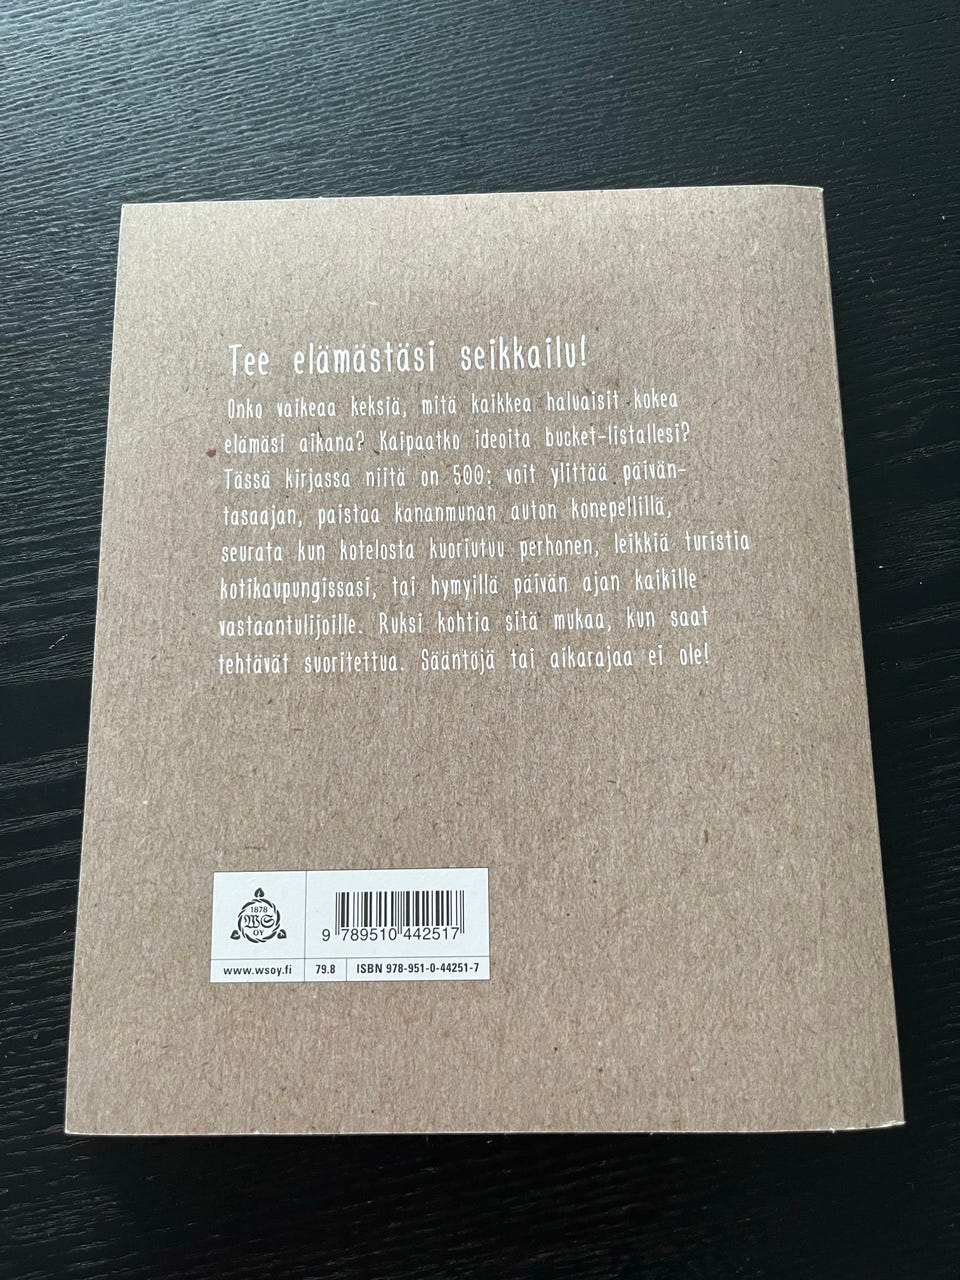 Tee elämästäsi seikkailu!
Onko vaikeaa keksiä, mitä kaikkea haluaisit kokea
elämäsi aikana? Kaipaatko ideoita bucket-listallesi?
Tässä kirjassa niitä on 500: voit ylittää päivän-
tasaajan, paistaa kananmunan auton konepellillä,
seurata kun kotelosta kuoriutuu perhonen, leikkiä turistia
kotikaupungissasi, tai hymyillä päivän ajan kaikille
vastaantulijoille. Ruksi kohtia sitä mukaa, kun saat
tehtävät suoritettua. Sääntöjä tai aikarajaa ei ole!
1878
WS
OY
9 789510 442517
www.wsoy.fi 79.8 ISBN 978-951-0-44251-7